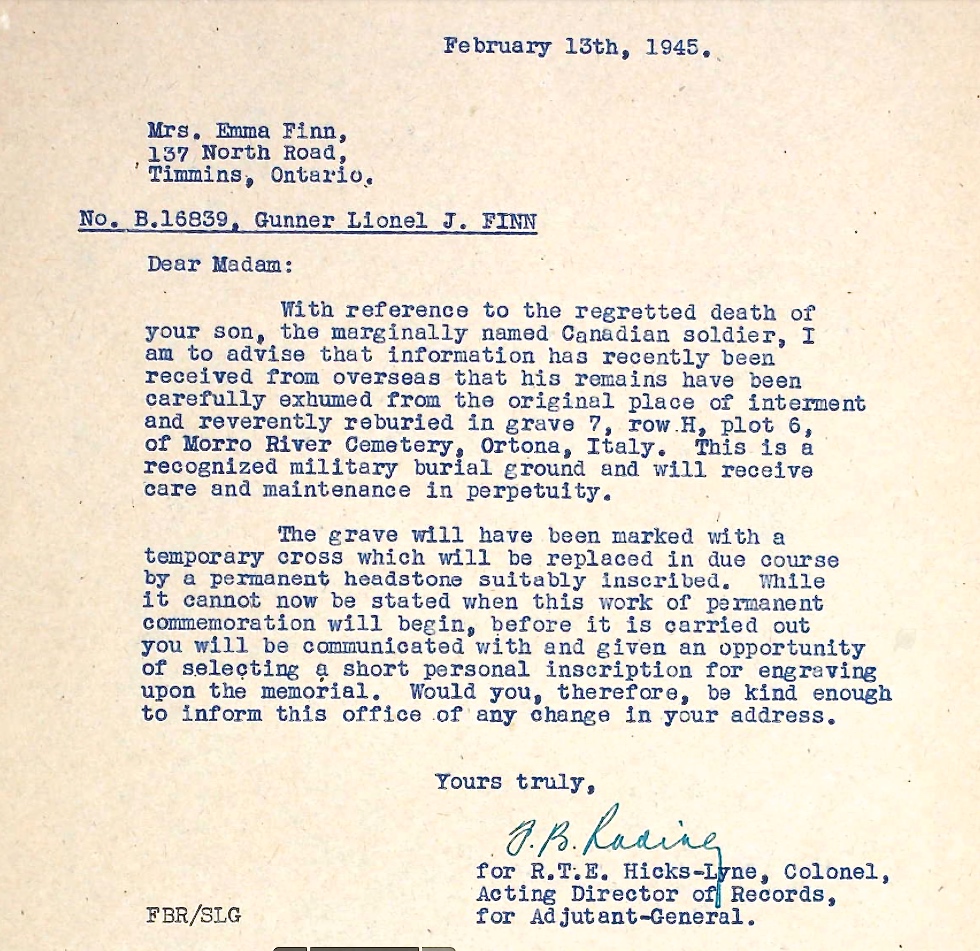 February 13th, 1945.
Mrs. Emma Finn,
137 North Road,
Timmins, Ontario.
No. B.16839, Gunner Lionel J. FINN
Dear Madam:
With reference to the regretted death of
your son, the marginally named Canadian soldier, I
am to advise that information has recently been
received from overseas that his remains have been
carefully exhumed from the original place of interment
and reverently reburied in grave 7, row.H, plot 6,
of Morro River Cemetery, Ortona, Italy. This is a
recognized military burial ground and will receive
care and maintenance in perpetuity.
The grave will have been marked with a
temporary cross which will be replaced in due course
by a permanent headstone suitably inscribed. While
it cannot now be stated when this work of permanent
commemoration will begin, before it is carried out
you will be communicated with and given an opportunity
of selecting a short personal inscription for engraving
upon the memorial. Would you, therefore, be kind enough
to inform this office of any change in your address.
Yours truly,
for R.T.E. Hicks-Lyne, Colonel,
Acting Director of Records,
for Adjutant-General.
FBR/SLG